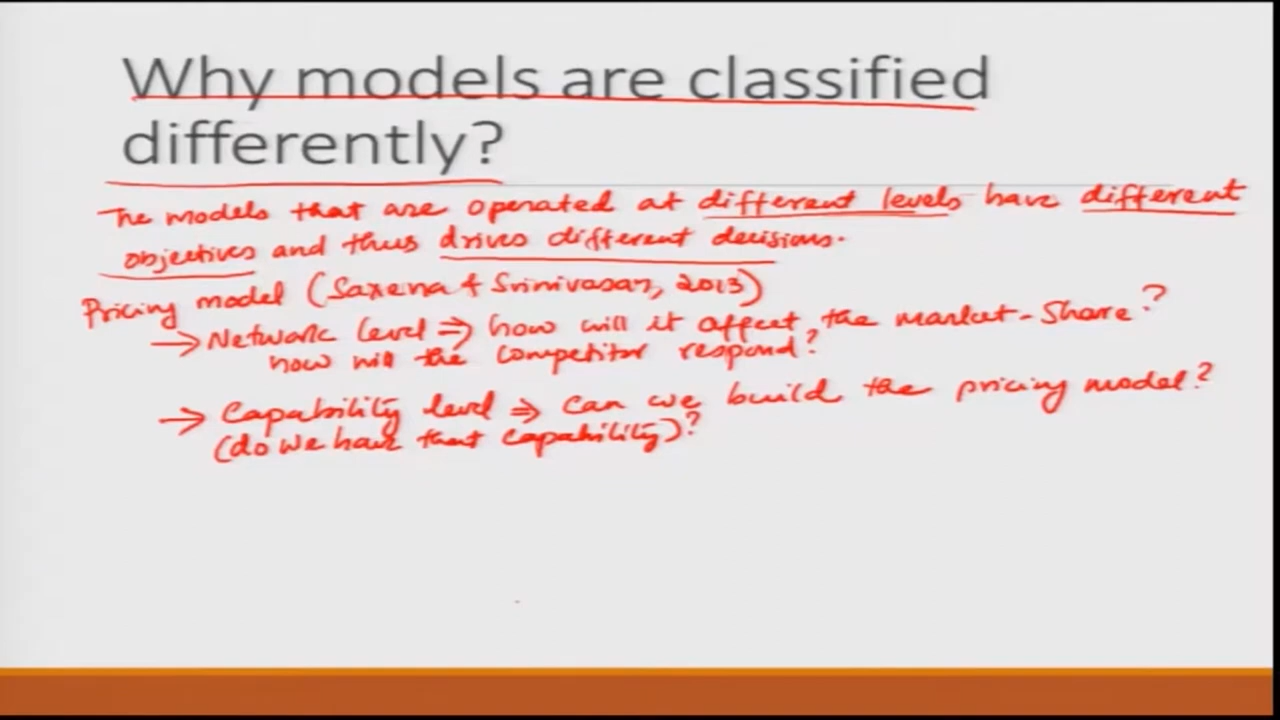 Why models are classified
differently?
The models that are operated at different levels have different
objectives and thus drives different decisions.
Pricing model (Saxena & Srinivasan, 2013)
→ Network level ⇒ how will it affect the market-share?
how will the competitor respond?
→ Capability level ⇒ can we build the pricing model?
(do we have that capability)?